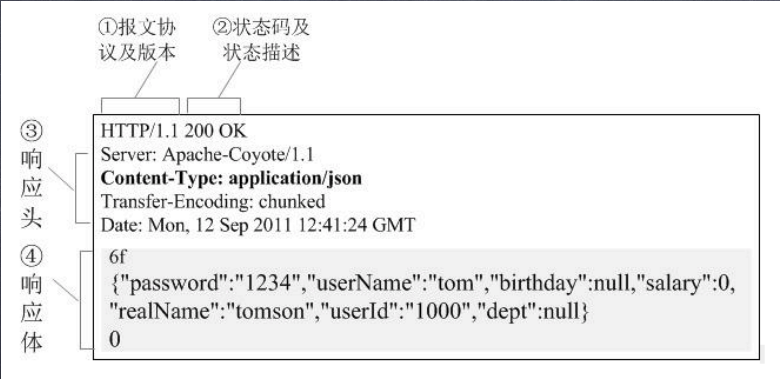 ①报文协
议及版本
②状态码及
状态描述
③
响
应
头
HTTP/1.1 200 OK
Server: Apache-Coyote/1.1
Content-Type: application/json
Transfer-Encoding: chunked
Date: Mon, 12 Sep 2011 12:41:24 GMT
④
响
应
体
6f
{"password":"1234","userName":"tom","birthday":null,"salary":0,
"realName":"tomson","userId":"1000","dept":null}
0